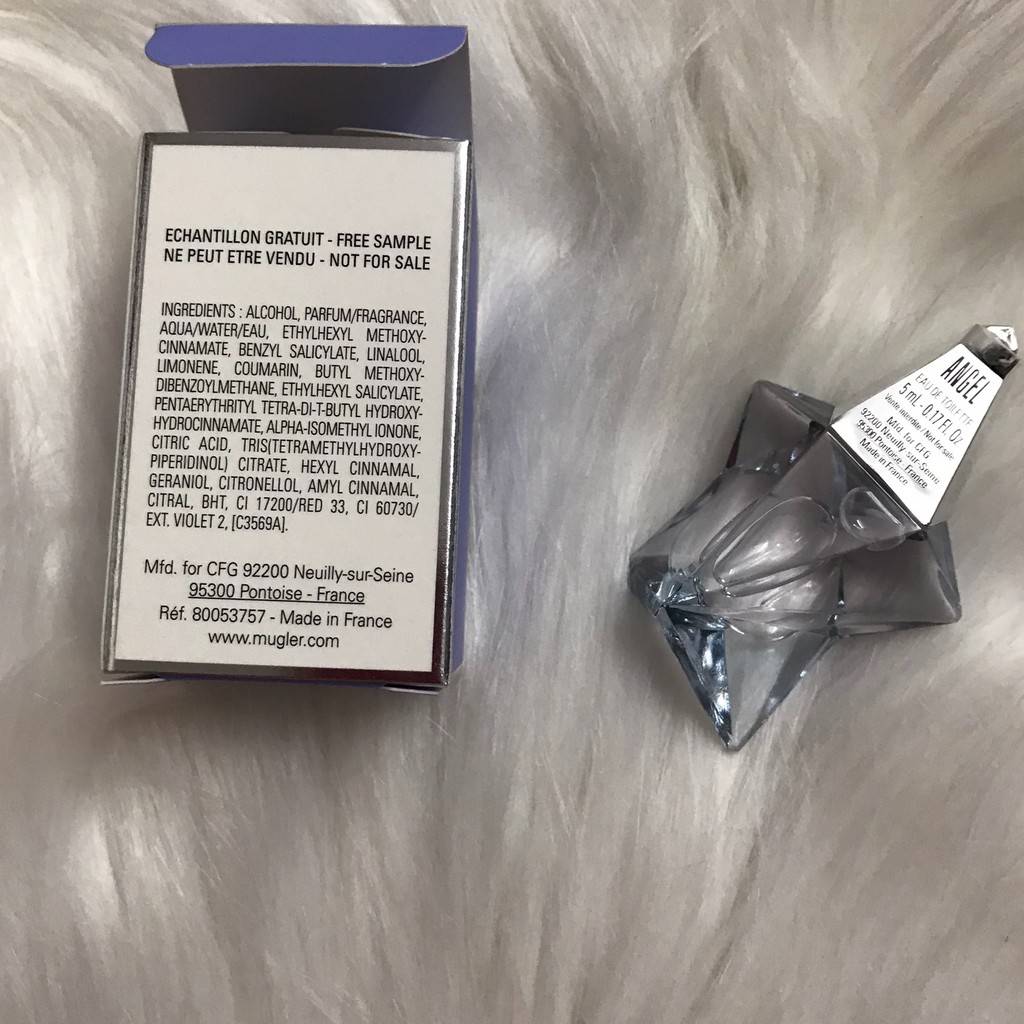 ECHANTILLON GRATUIT - FREE SAMPLE
NE PEUT ETRE VENDU - NOT FOR SALE
INGREDIENTS : ALCOHOL, PARFUM/FRAGRANCE,
AQUA/WATER/EAU, ETHYLHEXYL METHOXY-
CINNAMATE, BENZYL SALICYLATE, LINALOOL,
LIMONENE, COUMARIN, BUTYL METHOXY-
DIBENZOYLMETHANE, ETHYLHEXYL SALICYLATE,
PENTAERYTHRITYL TETRA-DI-T-BUTYL HYDROXY-
HYDROCINNAMATE, ALPHA-ISOMETHYL IONONE,
CITRIC ACID, TRIS(TETRAMETHYLHYDROXY-
PIPERIDINOL) CITRATE, HEXYL CINNAMAL,
GERANIOL, CITRONELLOL, AMYL CINNAMAL,
CITRAL, BHT, CI 17200/RED 33, CI 60730/
EXT. VIOLET 2, [C3569A].
Mfd. for CFG 92200 Neuilly-sur-Seine
95300 Pontoise - France
Réf. 80053757 - Made in France
www.mugler.com
ANGEL
EAU DE TOILETTE
5 mL - 0.17 Fl. Oz.
Vente interdite / Not for sale
Mfd. for CFG
92200 Neuilly-sur-Seine
95300 Pontoise - France
Made in France